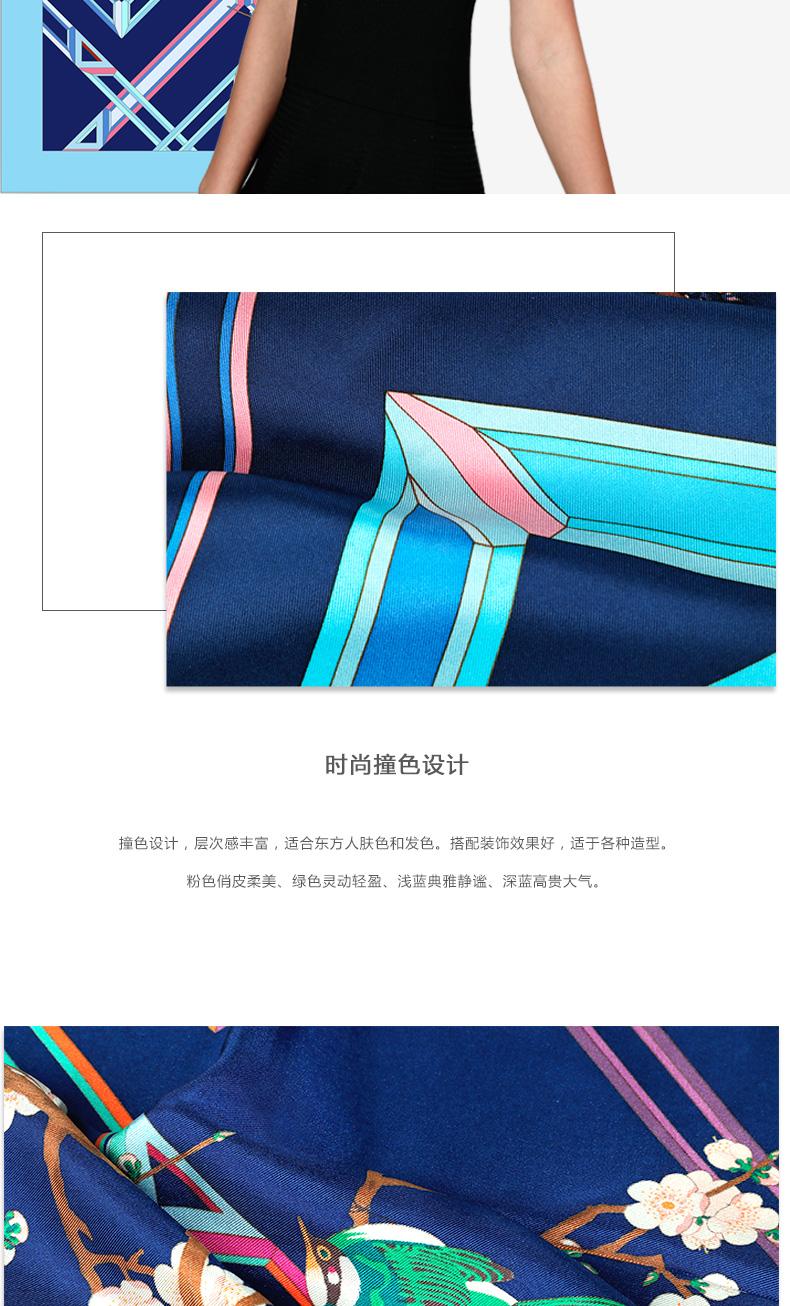 时尚撞色设计
撞色设计，层次感丰富，适合东方人肤色和发色。搭配装饰效果好，适于各种造型。
粉色俏皮柔美、绿色灵动轻盈、浅蓝典雅静谧、深蓝高贵大气。